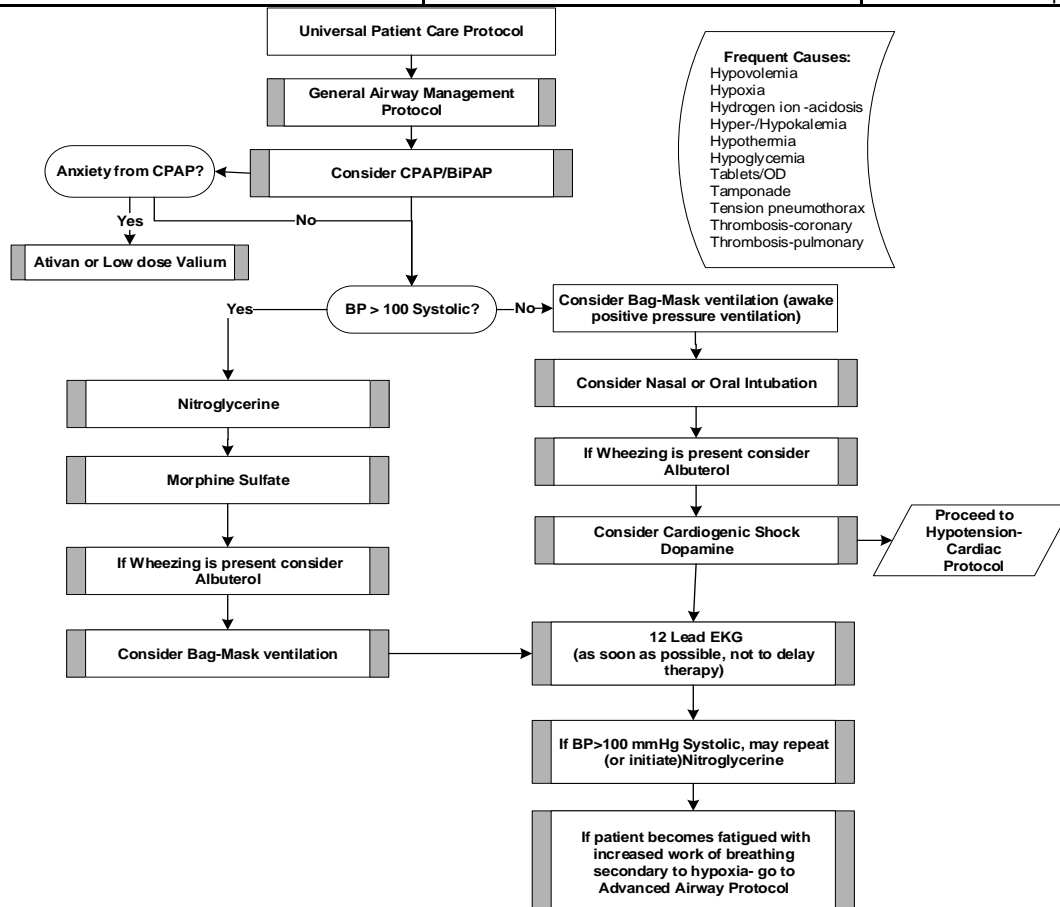 Universal Patient Care Protocol
Frequent Causes:
Hypovolemia
Hypoxia
Hydrogen ion -acidosis
Hyper-/Hypokalemia
Hypothermia
Hypoglycemia
Tablets/OD
Tamponade
Tension pneumothorax
Thrombosis-coronary
Thrombosis-pulmonary
General Airway Management
Protocol
Anxiety from CPAP?
Consider CPAP/BiPAP
Yes
No
Ativan or Low dose Valium
BP > 100 Systolic?
Yes
No
Consider Bag-Mask ventilation (awake
positive pressure ventilation)
Nitroglycerine
Consider Nasal or Oral Intubation
Morphine Sulfate
If Wheezing is present consider
Albuterol
If Wheezing is present consider
Albuterol
Consider Cardiogenic Shock
Dopamine
Proceed to
Hypotension-
Cardiac
Protocol
Consider Bag-Mask ventilation
12 Lead EKG
(as soon as possible, not to delay
therapy)
If BP>100 mmHg Systolic, may repeat
(or initiate)Nitroglycerine
If patient becomes fatigued with
increased work of breathing
secondary to hypoxia- go to
Advanced Airway Protocol